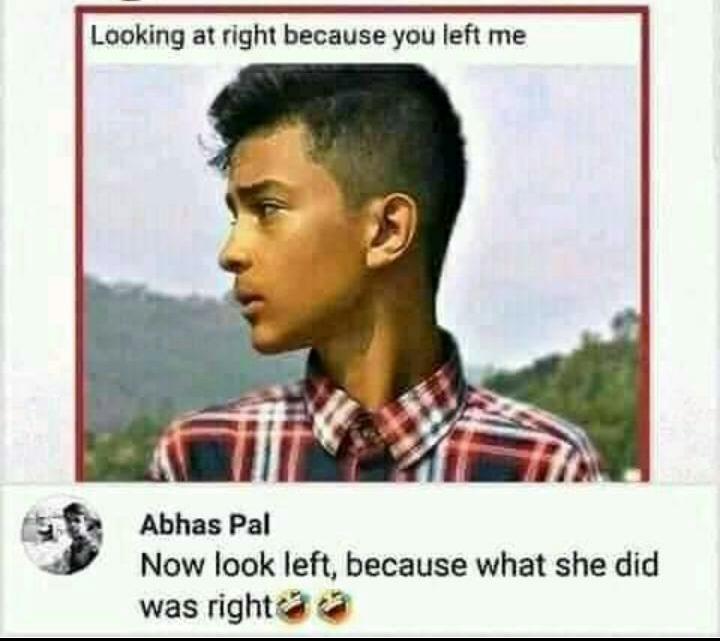 Looking at right because you left me
Abhas Pal
Now look left, because what she did
was right🤣🤣